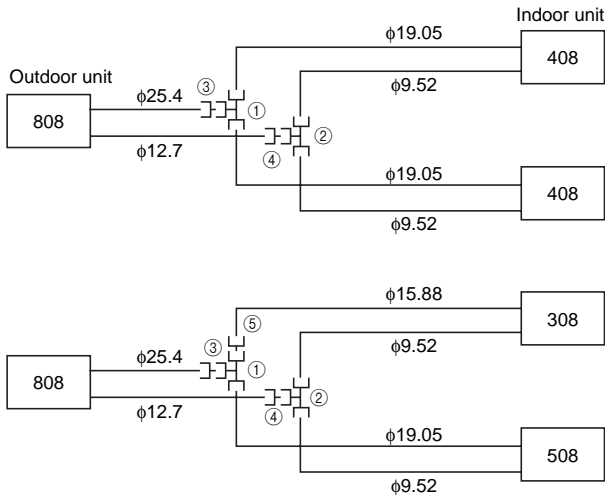 Indoor unit
ϕ19.05
408
Outdoor unit
ϕ9.52
ϕ25.4
③
808
①
②
ϕ12.7
④
ϕ19.05
408
ϕ9.52
ϕ15.88
308
⑤
ϕ9.52
ϕ25.4
③
808
①
②
ϕ12.7
④
ϕ19.05
508
ϕ9.52